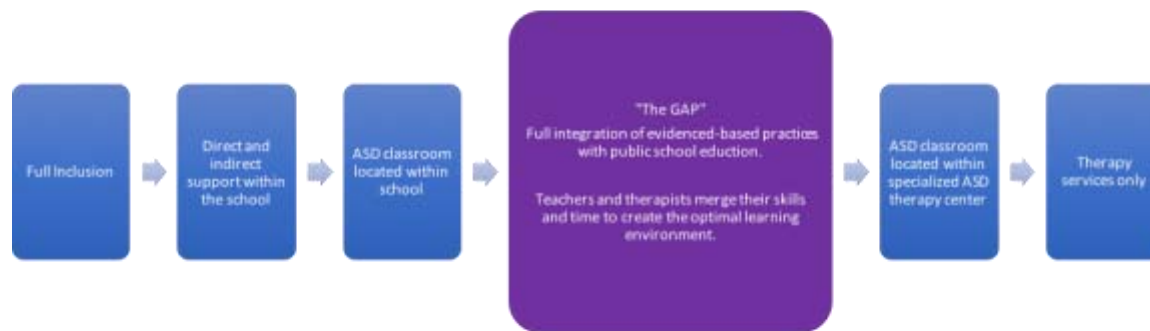 Full Inclusion
Direct and
indirect
support within
the school
ASD classroom
located within
school
"The GAP"
Full integration of evidenced-based practices
with public school eduction.
Teachers and therapists merge their skills
and time to create the optimal learning
environment.
ASD classroom
located within
specialized ASD
therapy center
Therapy
services only